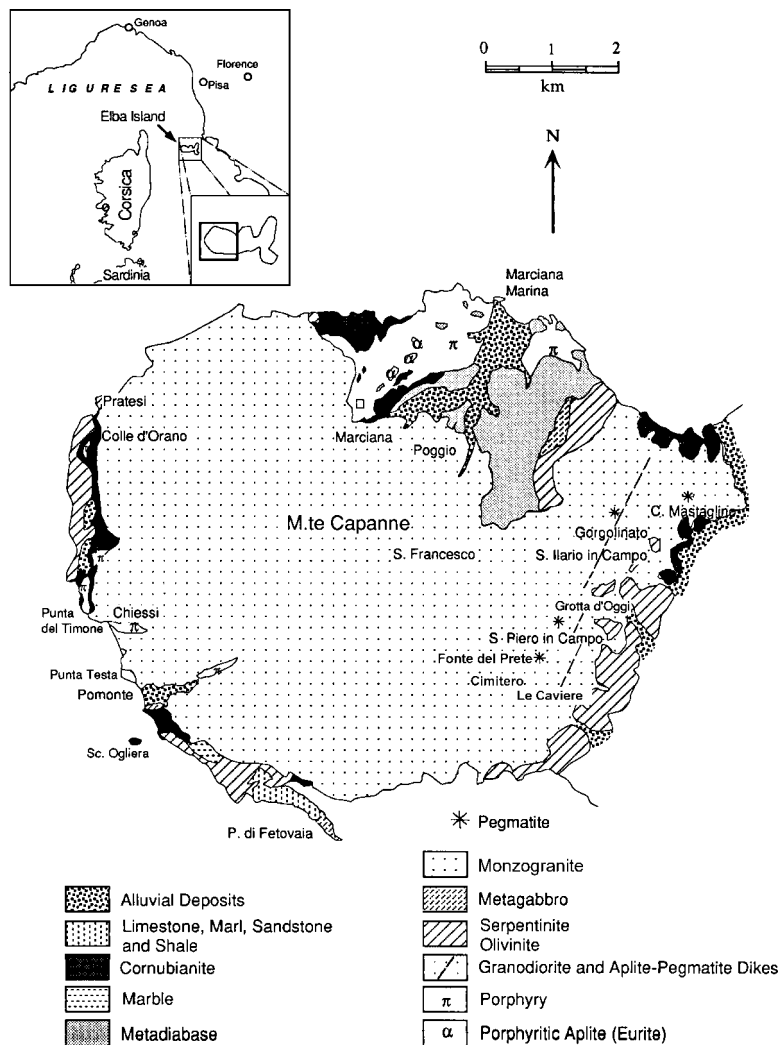 Genoa
Florence
Pisa
LIGURE SEA
Elba Island
Corsica
Sardinia
0 1 2
km
N
Marciana
Marina
α
π
π
α
α
Marciana
Poggio
Pratesi
Colle d'Orano
M.te Capanne
S. Francesco
C. Mastaglino
Gorgolinato
S. Ilario in Campo
π
π
Punta
del Timone
Chiessi
π
Grotta d'Oggi
S. Piero in Campo
Fonte del Prete
Cimitero
Le Caviere
Punta Testa
Pomonte
π
Sc. Ogliera
P. di Fetovaia
Pegmatite
Monzogranite
Alluvial Deposits
Metagabbro
Limestone, Marl, Sandstone
and Shale
Serpentinite
Olivinite
Cornubianite
Granodiorite and Aplite-Pegmatite Dikes
Marble
π Porphyry
Metadiabase
α Porphyritic Aplite (Eurite)